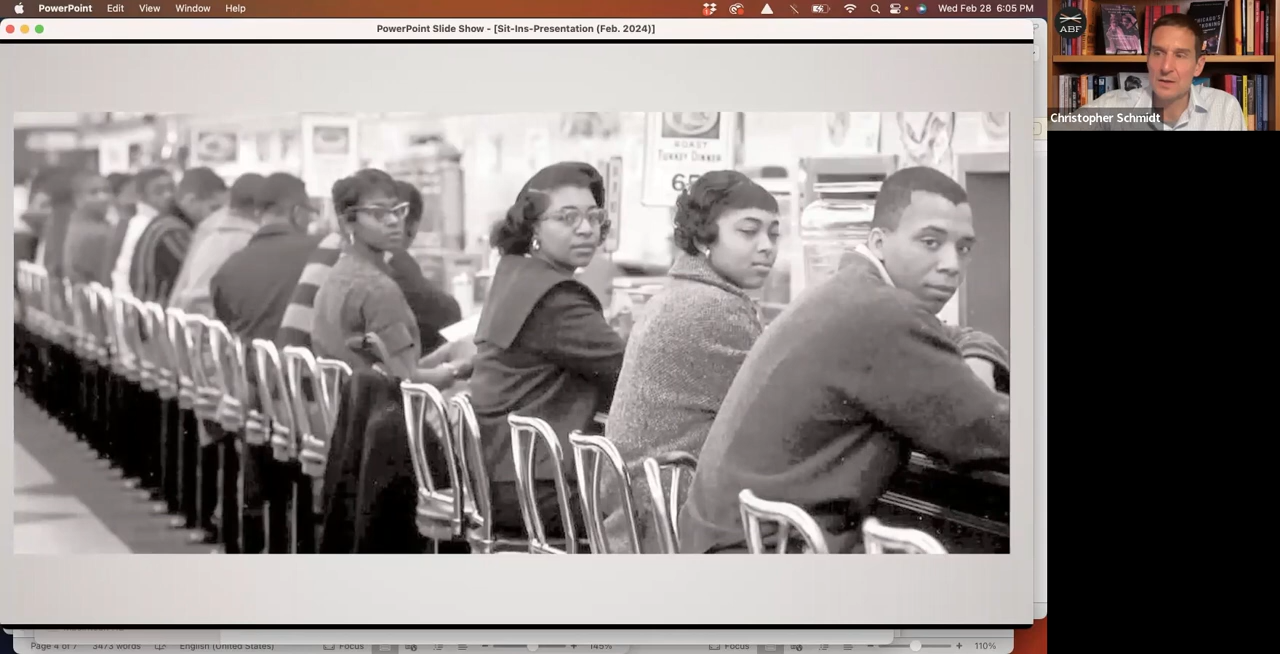 PowerPoint Edit View Window Help Wed Feb 28 6:05 PM
PowerPoint Slide Show - [Sit-Ins-Presentation (Feb. 2024)]
ABF
Christopher Schmidt
ROAST
TURKEY DINNER
65
Page 4 of 7 3473 words English (United States) Focus 145% Focus 110%